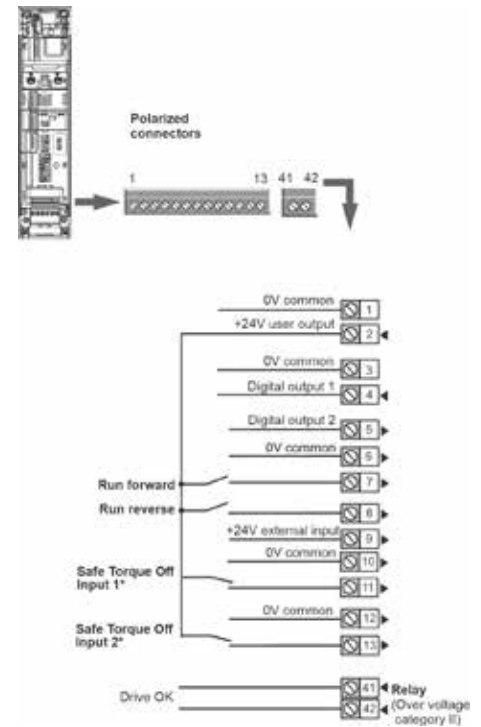 Polarized
connectors
1 13 41 42
0V common 1
+24V user output 2
0V common 3
Digital output 1 4
Digital output 2 5
0V common 6
Run forward 7
Run reverse 8
+24V external input 9
0V common 10
Safe Torque Off
Input 1* 11
0V common 12
Safe Torque Off
Input 2* 13
Drive OK
41 Relay
42 (Over voltage
category II)